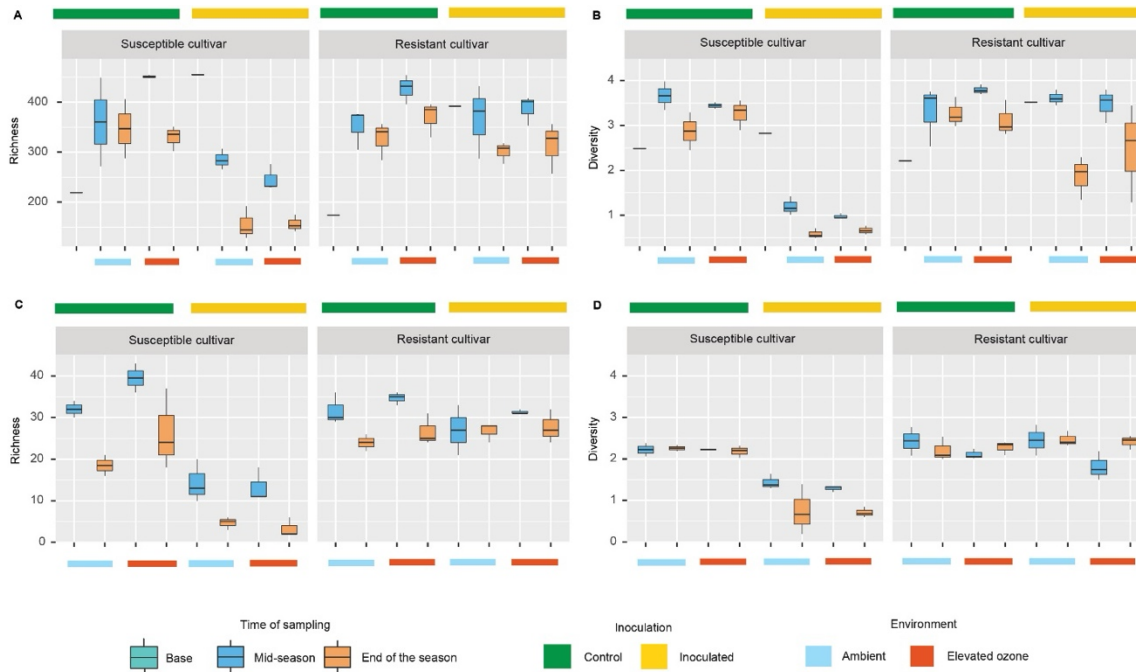 A
B
Susceptible cultivar
Resistant cultivar
Susceptible cultivar
Resistant cultivar
Richness
400
300
200
Diversity
4
3
2
1
C
D
Susceptible cultivar
Resistant cultivar
Susceptible cultivar
Resistant cultivar
Richness
40
30
20
10
0
Diversity
4
3
2
1
0
Time of sampling
Inoculation
Environment
Base
Mid-season
End of the season
Control
Inoculated
Ambient
Elevated ozone